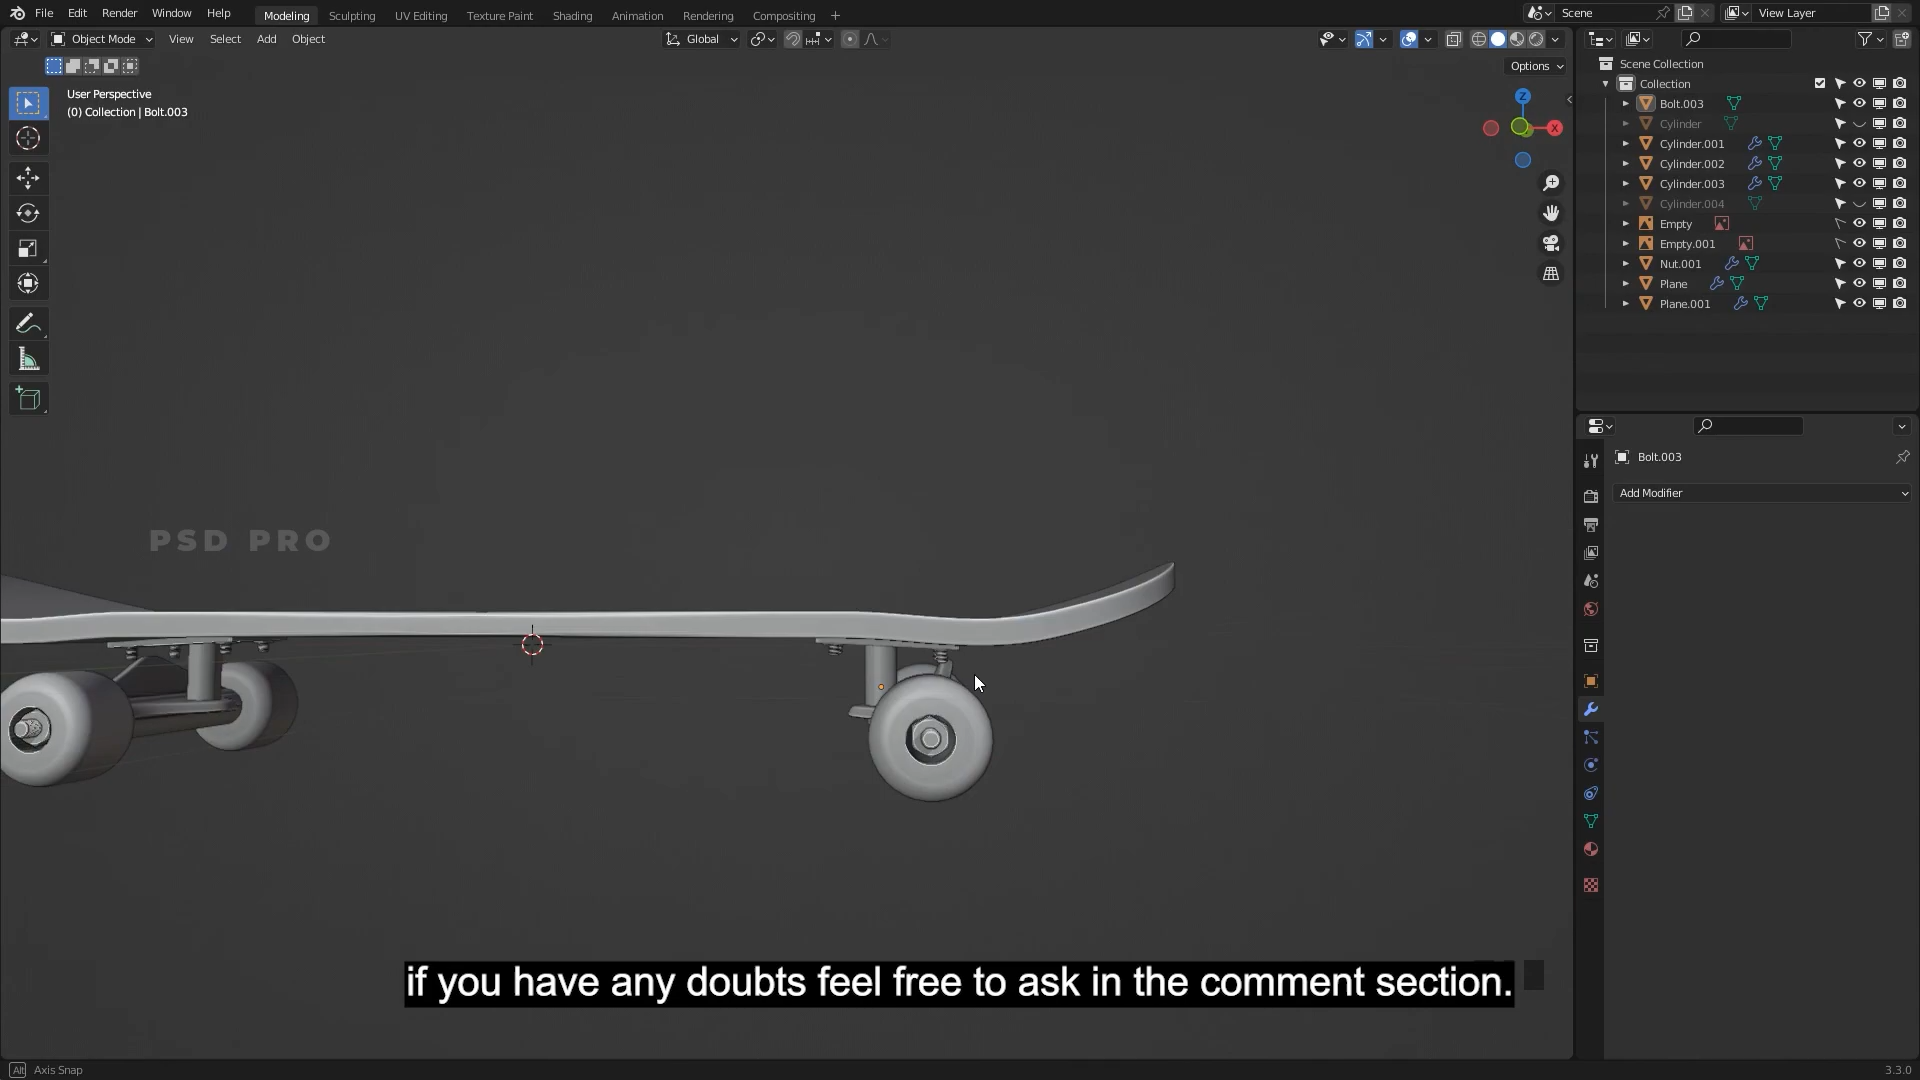 File Edit Render Window Help
Modeling Sculpting UV Editing Texture Paint Shading Animation Rendering Compositing +
Scene
View Layer
Object Mode View Select Add Object
Global
Options
User Perspective
(0) Collection | Bolt.003
Z
X
Scene Collection
Collection
Bolt.003
Cylinder
Cylinder.001
Cylinder.002
Cylinder.003
Cylinder.004
Empty
Empty.001
Nut.001
Plane
Plane.001
Bolt.003
Add Modifier
PSD PRO
if you have any doubts feel free to ask in the comment section.
Alt Axis Snap
3.3.0